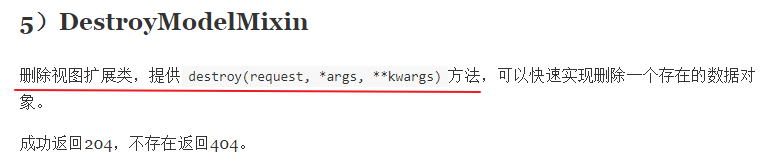 5）DestroyModelMixin
删除视图扩展类，提供 destroy(request, *args, **kwargs) 方法，可以快速实现删除一个存在的数据对
象。
成功返回204，不存在返回404。